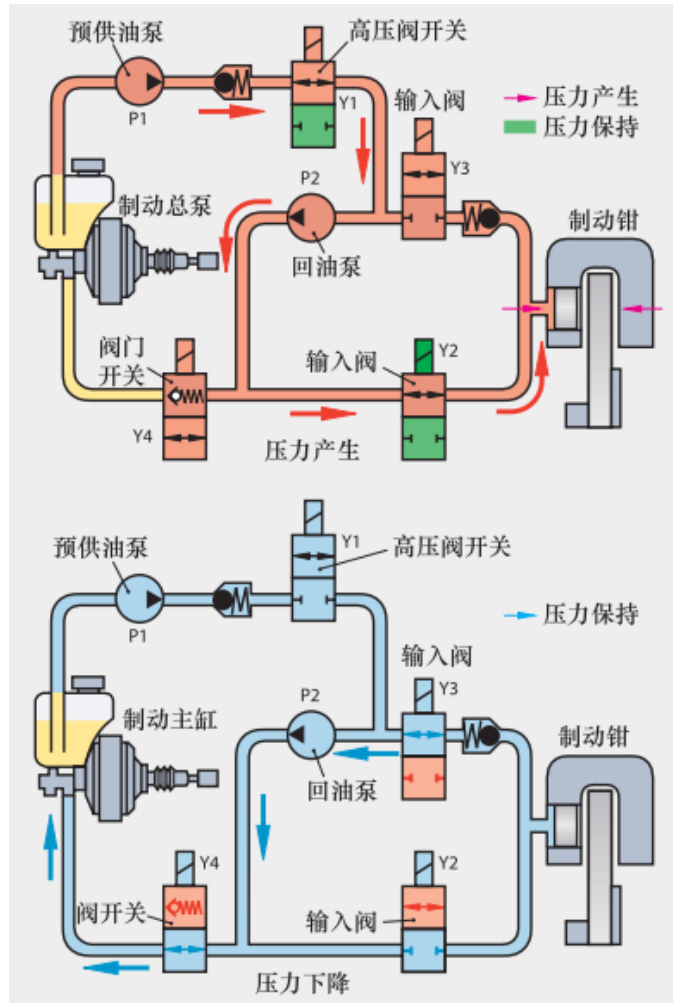 预供油泵
高压阀开关
P1
Y1
输入阀
压力产生
压力保持
P2
Y3
制动总泵
回油泵
制动钳
阀门
开关
输入阀
Y2
Y4
压力产生
预供油泵
Y1
高压阀开关
P1
压力保持
输入阀
P2
Y3
制动主缸
回油泵
制动钳
Y4
Y2
阀开关
输入阀
压力下降